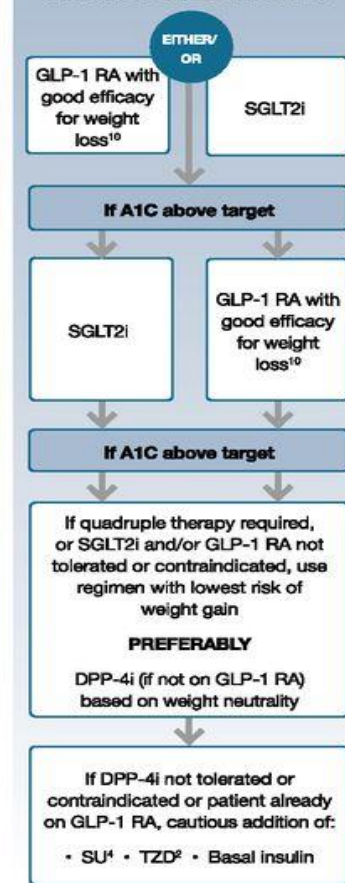 EITHER/
OR
GLP-1 RA with
good efficacy
for weight
loss¹⁰
SGLT2i
If A1C above target
SGLT2i
GLP-1 RA with
good efficacy
for weight
loss¹⁰
If A1C above target
If quadruple therapy required,
or SGLT2i and/or GLP-1 RA not
tolerated or contraindicated, use
regimen with lowest risk of
weight gain
PREFERABLY
DPP-4i (if not on GLP-1 RA)
based on weight neutrality
If DPP-4i not tolerated or
contraindicated or patient already
on GLP-1 RA, cautious addition of:
• SU⁴ • TZD² • Basal insulin